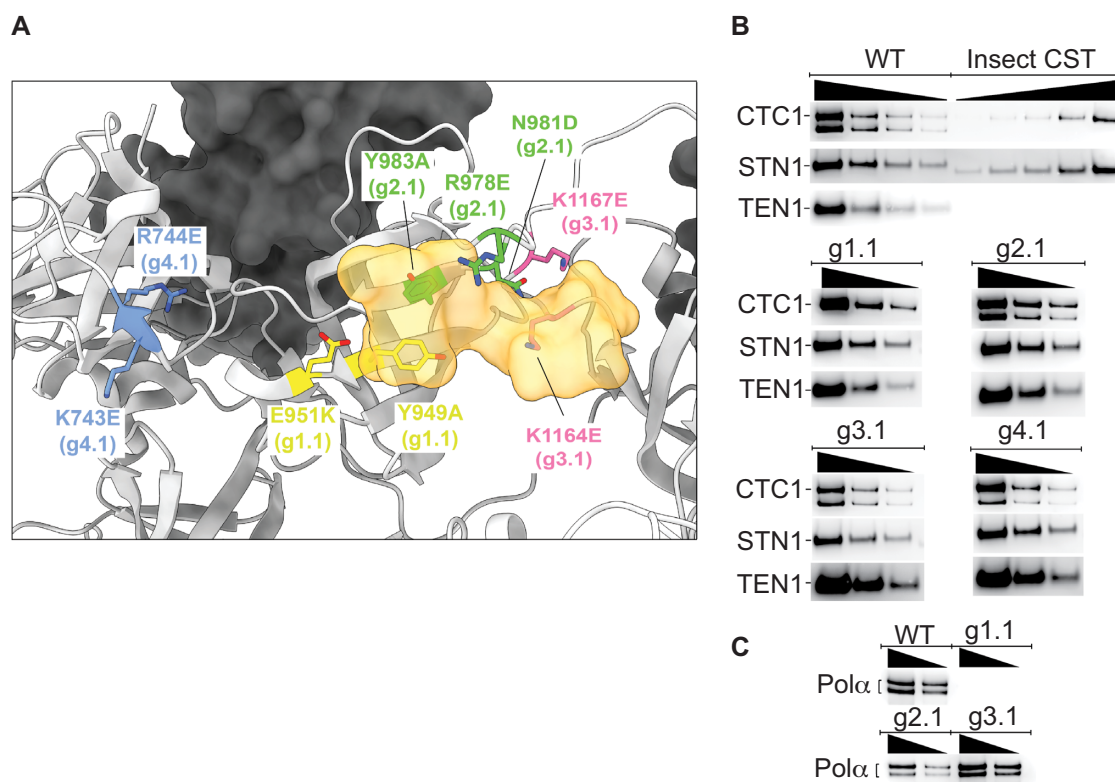 A
Y983A
(g2.1)
N981D
(g2.1)
R978E
(g2.1)
K1167E
(g3.1)
R744E
(g4.1)
K743E
(g4.1)
E951K
(g1.1)
Y949A
(g1.1)
K1164E
(g3.1)
B
WT Insect CST
CTC1
STN1
TEN1
g1.1 g2.1
CTC1
STN1
TEN1
g3.1 g4.1
CTC1
STN1
TEN1
C
WT g1.1
Polα
g2.1 g3.1
Polα